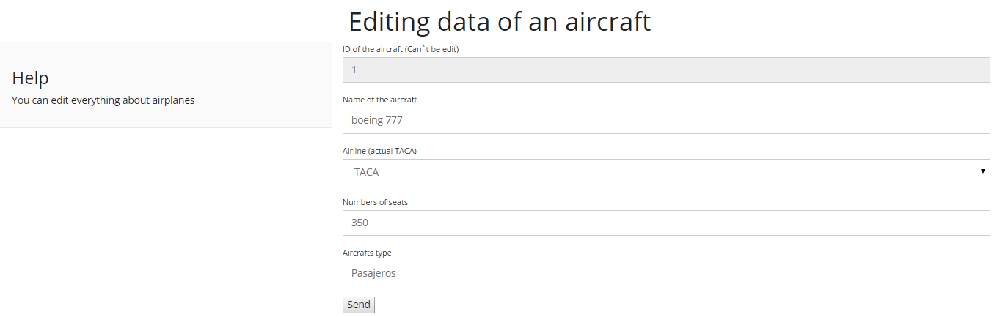 Editing data of an aircraft
Help
You can edit everything about airplanes
ID of the aircraft (Can`t be edit)
1
Name of the aircraft
boeing 777
Airline (actual TACA)
TACA
Numbers of seats
350
Aircrafts type
Pasajeros
Send